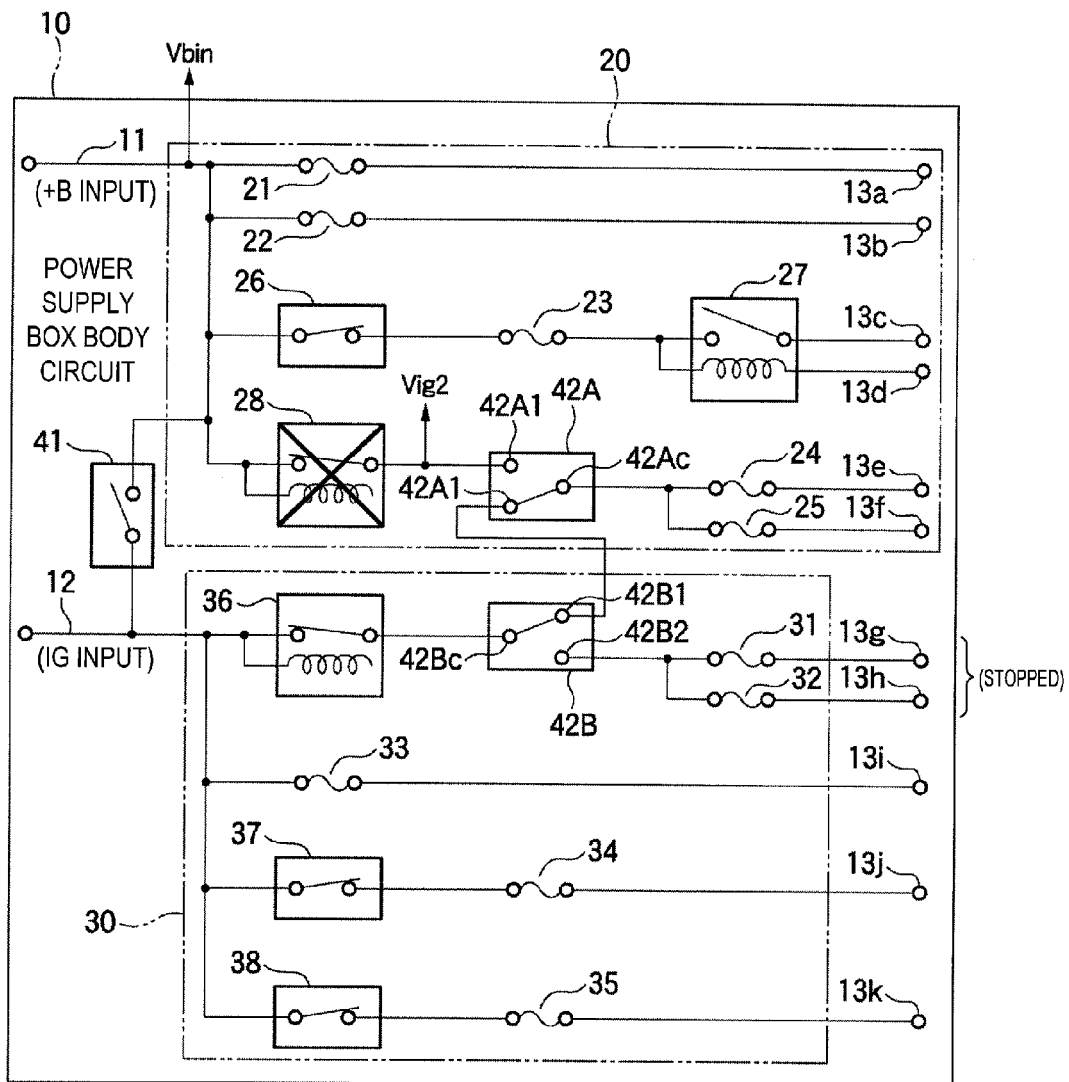 10
Vbin
20
11
(+B INPUT)
21
13a
22
13b
POWER
SUPPLY
BOX BODY
CIRCUIT
26
23
27
13c
13d
Vig2
28
42A1
42A
42Ac
42A1
24
13e
25
13f
41
12
(IG INPUT)
36
42B1
42B2
42Bc
42B
31
13g
32
13h
(STOPPED)
33
13i
37
34
13j
30
38
35
13k